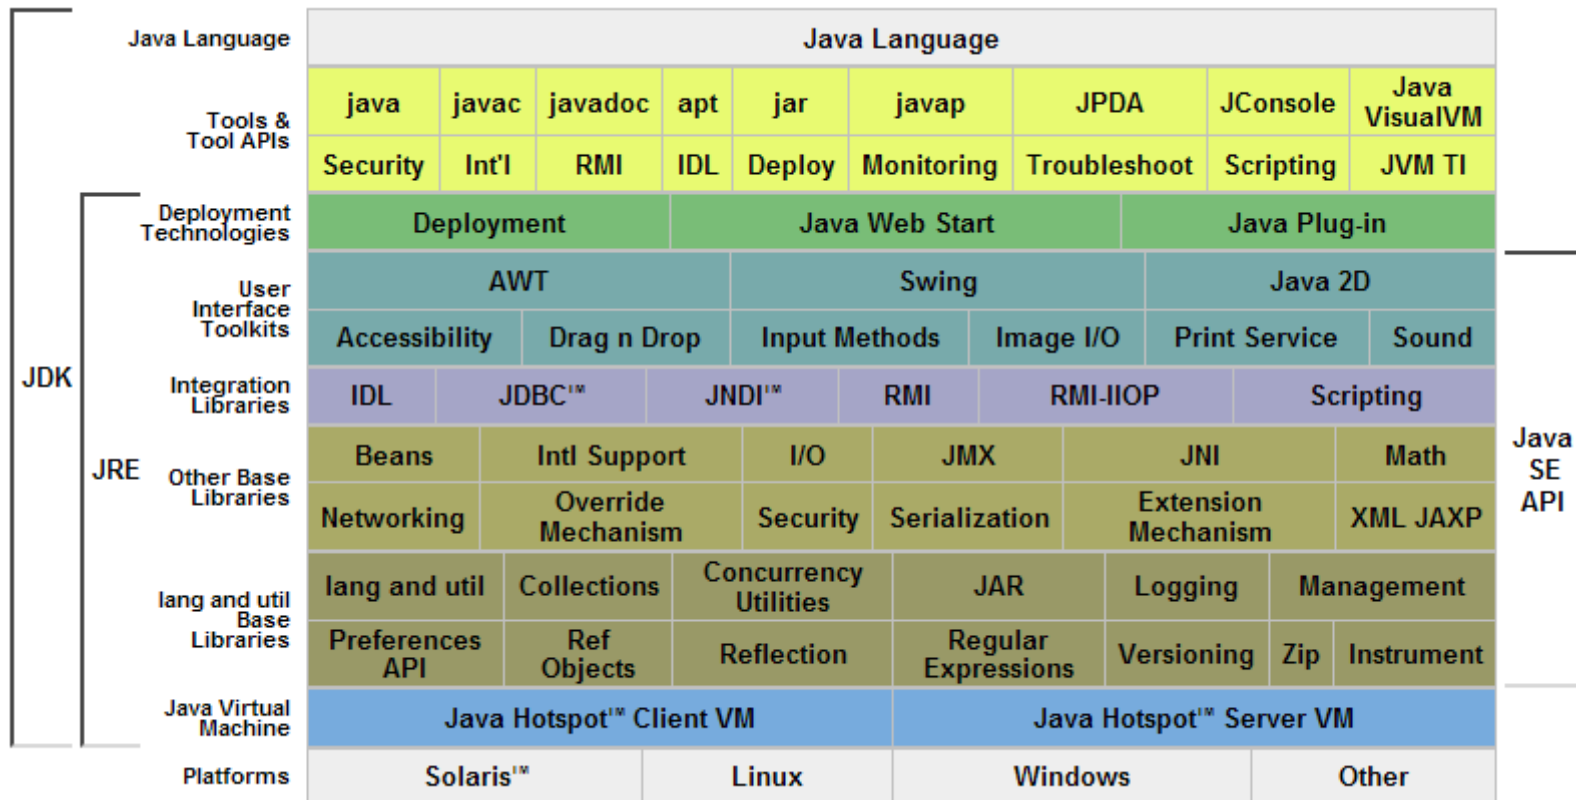 Java Language
Java Language
Tools &
Tool APIs
java javac javadoc apt jar javap JPDA JConsole Java
VisualVM
Security Int'l RMI IDL Deploy Monitoring Troubleshoot Scripting JVM TI
Deployment
Technologies
Deployment Java Web Start Java Plug-in
User
Interface
Toolkits
AWT Swing Java 2D
Accessibility Drag n Drop Input Methods Image I/O Print Service Sound
JDK
Integration
Libraries
IDL JDBC™ JNDI™ RMI RMI-IIOP Scripting
JRE
Other Base
Libraries
Beans Intl Support I/O JMX JNI Math
Networking Override
Mechanism Security Serialization Extension
Mechanism XML JAXP
Java
SE
API
lang and util
Base
Libraries
lang and util Collections Concurrency
Utilities JAR Logging Management
Preferences
API Ref
Objects Reflection Regular
Expressions Versioning Zip Instrument
Java Virtual
Machine
Java Hotspot™ Client VM Java Hotspot™ Server VM
Platforms
Solaris™ Linux Windows Other